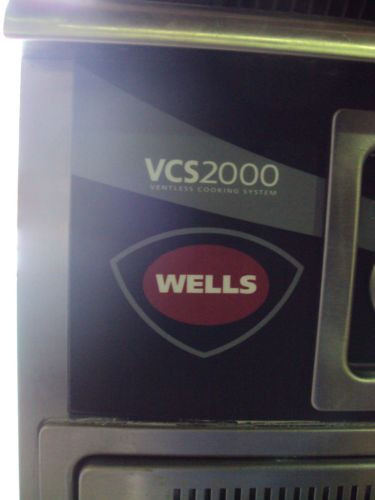 VCS2000
VENTLESS COOKING SYSTEM
WELLS